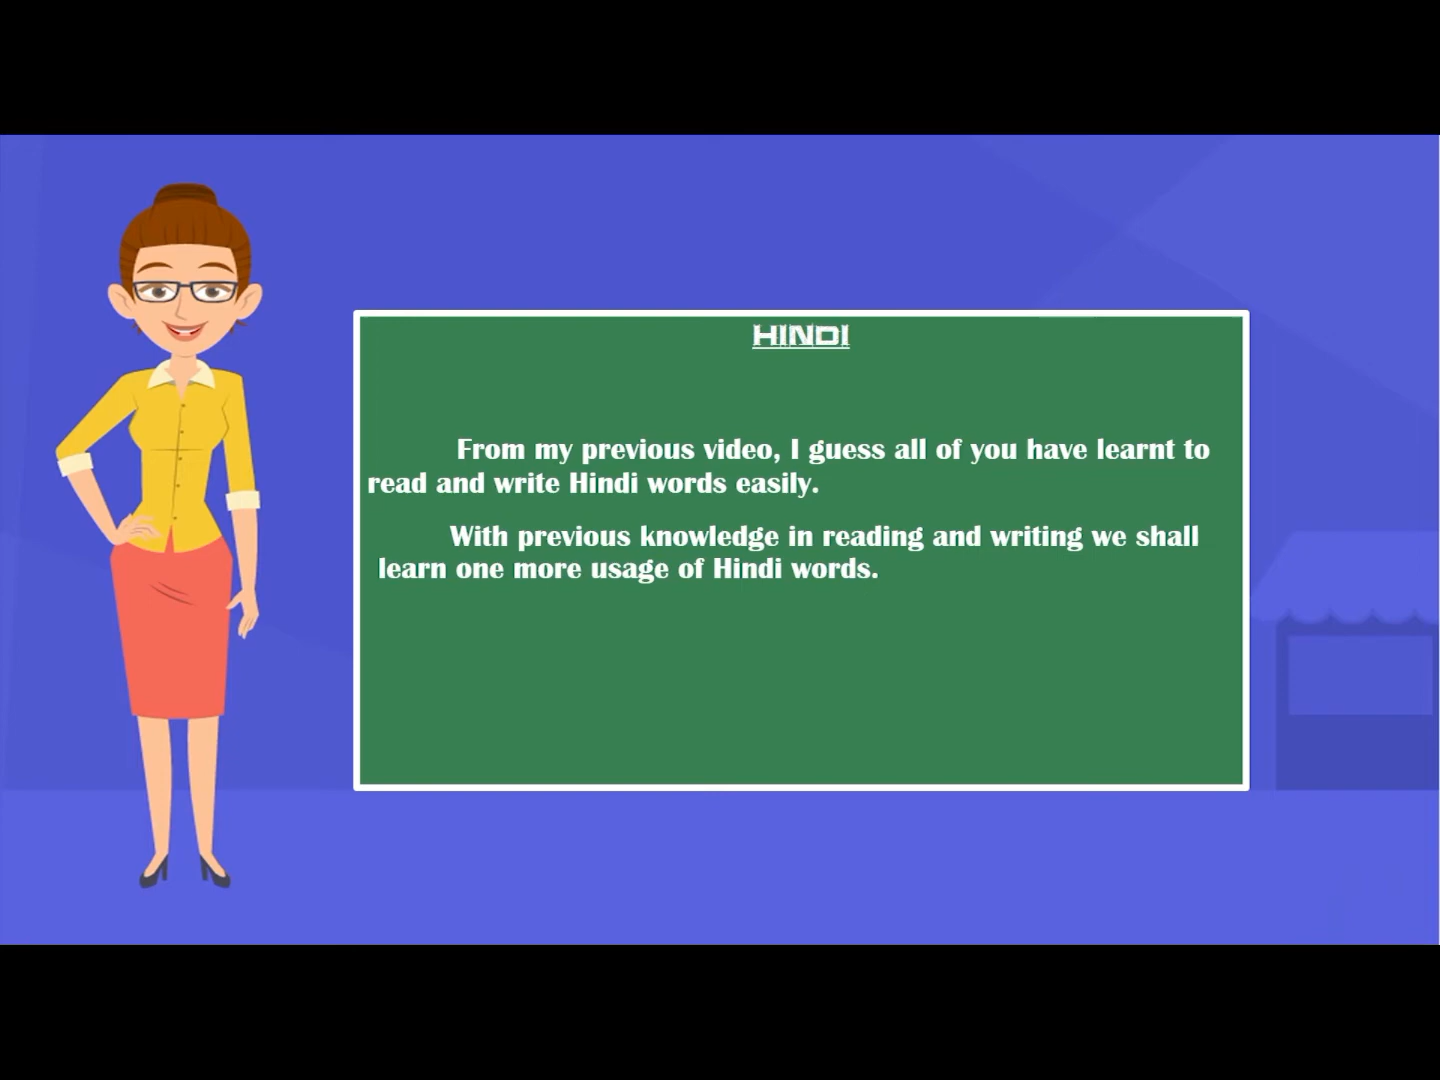 HINDI
From my previous video, I guess all of you have learnt to
read and write Hindi words easily.
With previous knowledge in reading and writing we shall
learn one more usage of Hindi words.